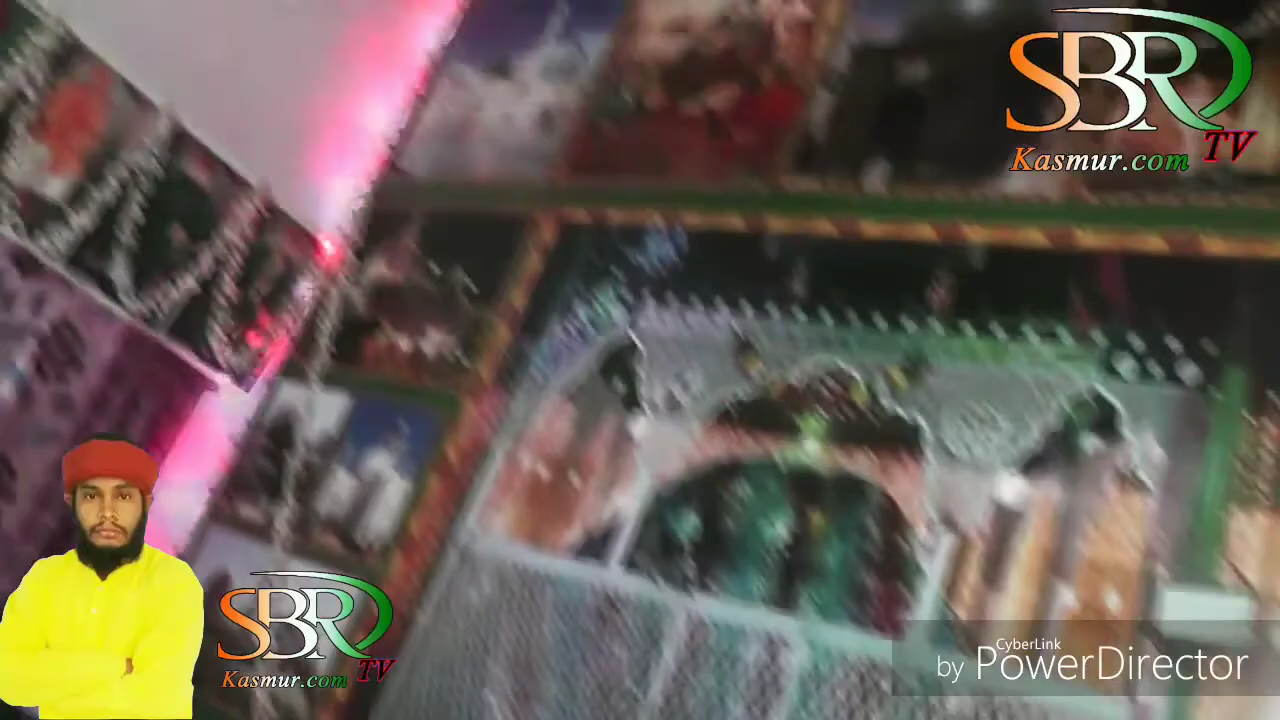 SBR TV
Kasmur.com
SBR TV
Kasmur.com
CyberLink
by PowerDirector